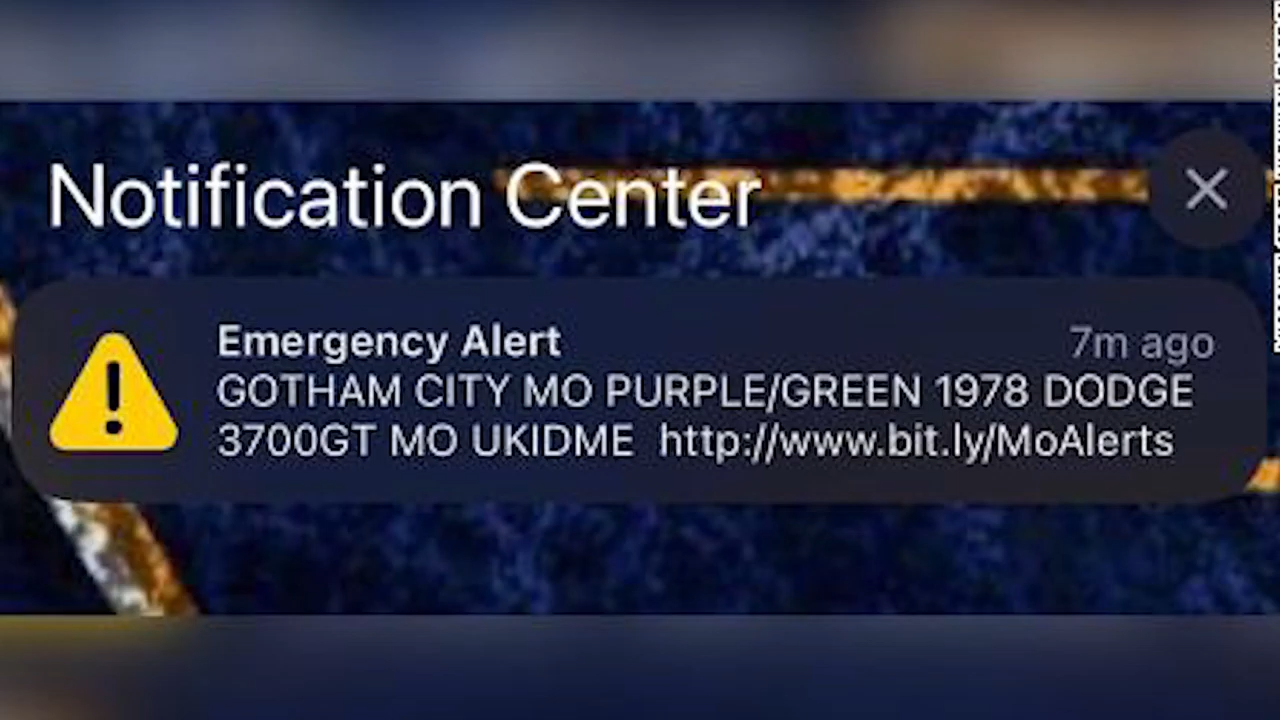 Notification Center
Emergency Alert 7m ago
GOTHAM CITY MO PURPLE/GREEN 1978 DODGE
3700GT MO UKIDME http://www.bit.ly/MoAlerts